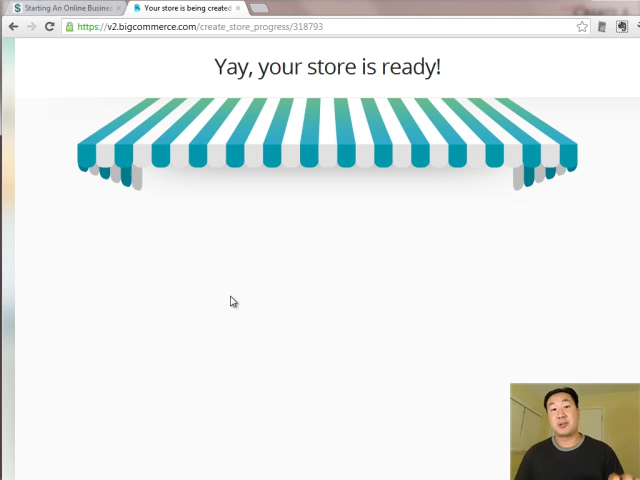 Starting An Online Busines
Your store is being created
https://v2.bigcommerce.com/create_store_progress/318793
Yay, your store is ready!